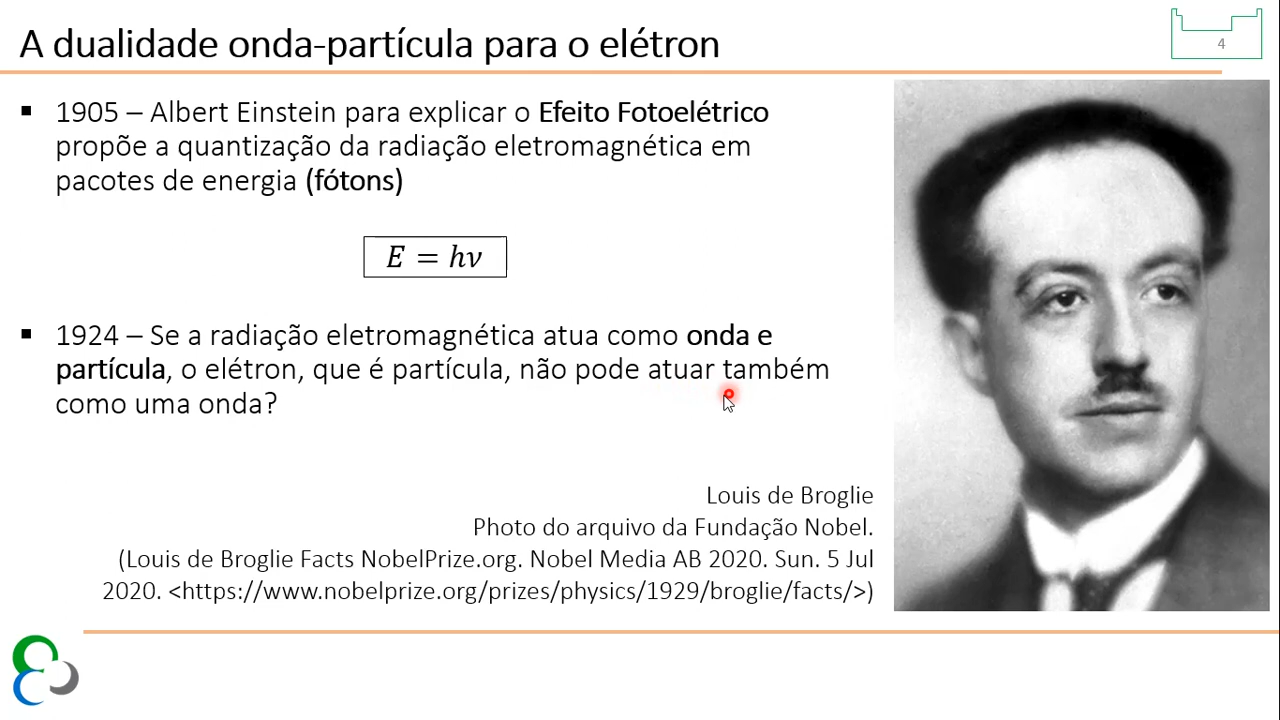 A dualidade onda-partícula para o elétron
4
▪ 1905 – Albert Einstein para explicar o Efeito Fotoelétrico
propõe a quantização da radiação eletromagnética em
pacotes de energia (fótons)
E = hν
▪ 1924 – Se a radiação eletromagnética atua como onda e
partícula, o elétron, que é partícula, não pode atuar também
como uma onda?
Louis de Broglie
Photo do arquivo da Fundação Nobel.
(Louis de Broglie Facts NobelPrize.org. Nobel Media AB 2020. Sun. 5 Jul
2020. <https://www.nobelprize.org/prizes/physics/1929/broglie/facts/>)